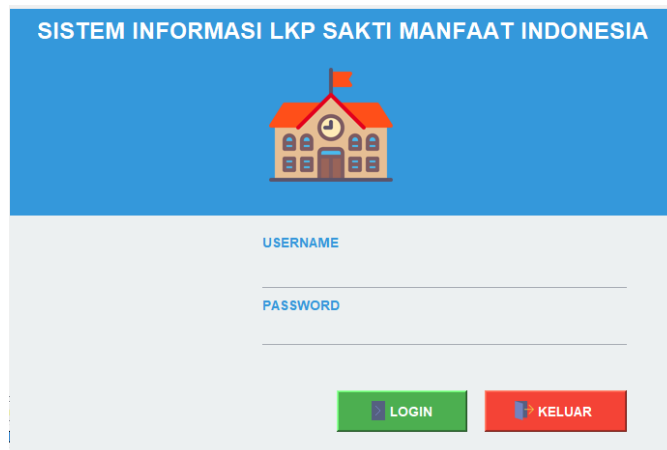 SISTEM INFORMASI LKP SAKTI MANFAAT INDONESIA
USERNAME
PASSWORD
LOGIN
KELUAR